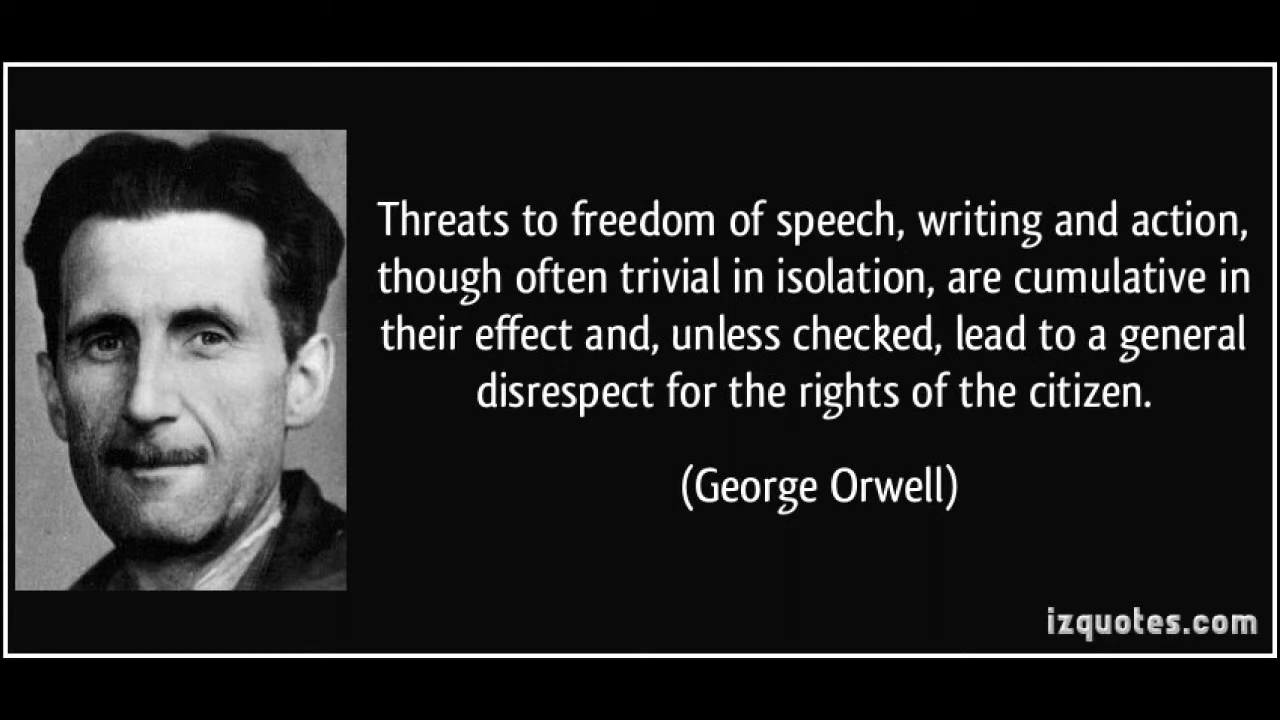 Threats to freedom of speech, writing and action,
though often trivial in isolation, are cumulative in
their effect and, unless checked, lead to a general
disrespect for the rights of the citizen.
(George Orwell)
izquotes.com